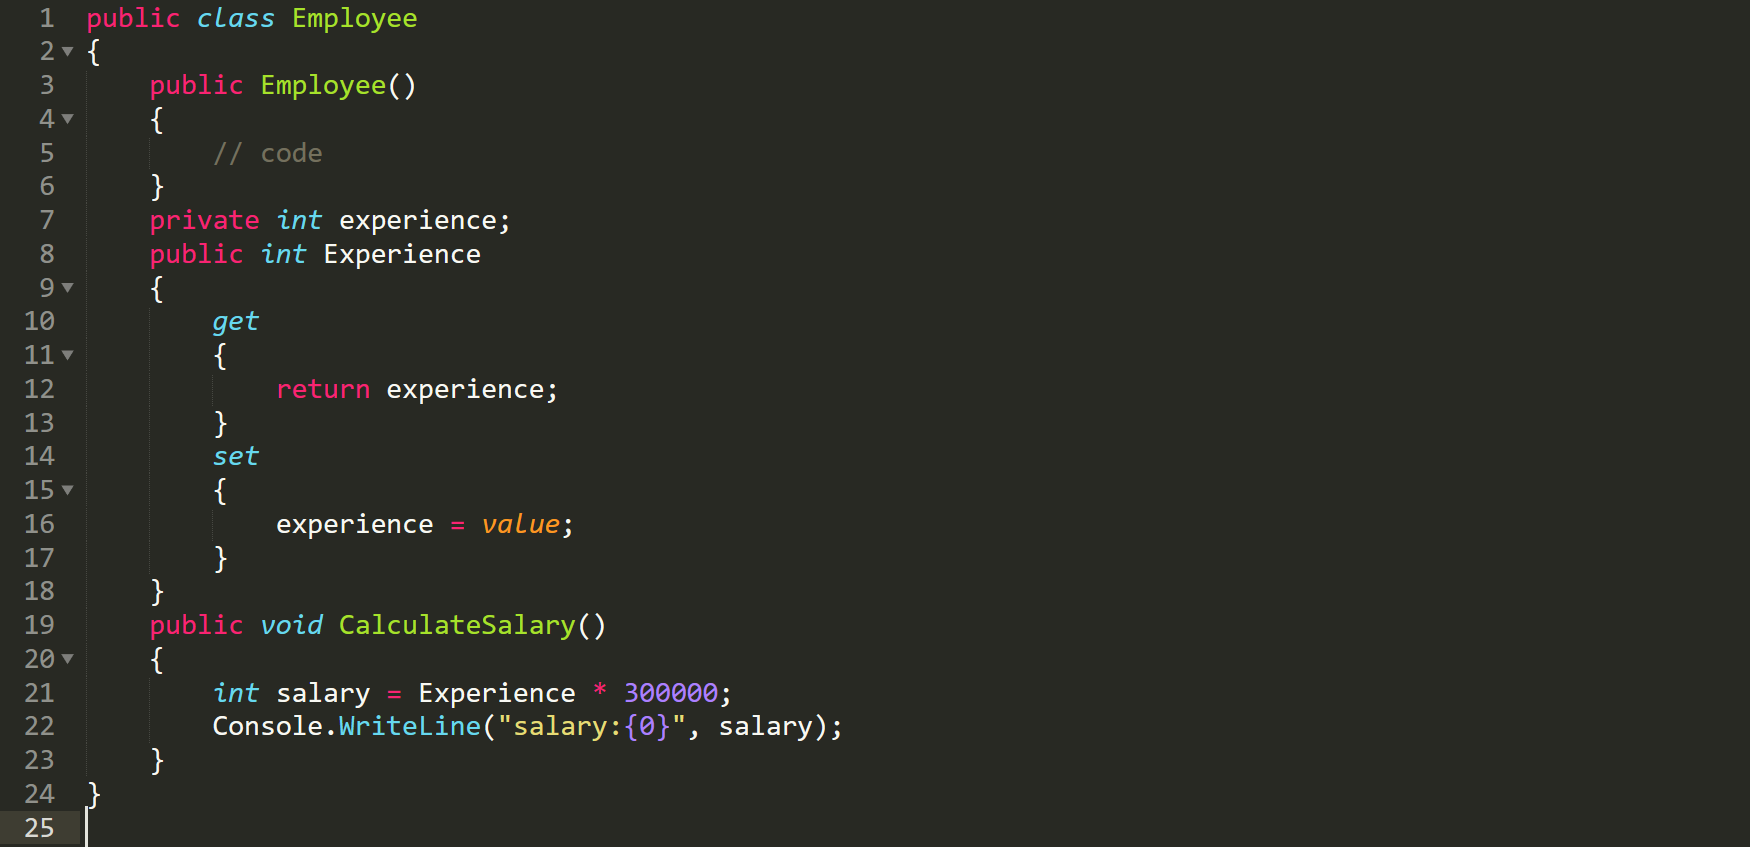 1 public class Employee
2 {
3     public Employee()
4     {
5         // code
6     }
7     private int experience;
8     public int Experience
9     {
10         get
11         {
12             return experience;
13         }
14         set
15         {
16             experience = value;
17         }
18     }
19     public void CalculateSalary()
20     {
21         int salary = Experience * 300000;
22         Console.WriteLine("salary:{0}", salary);
23     }
24 }
25